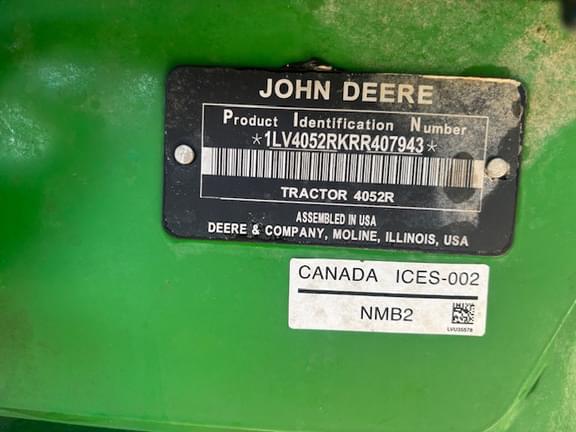 JOHN DEERE
Product Identification Number
*1LV4052RKRR407943*
TRACTOR 4052R
ASSEMBLED IN USA
DEERE & COMPANY, MOLINE, ILLINOIS, USA
CANADA ICES-002
NMB2
LVU35578